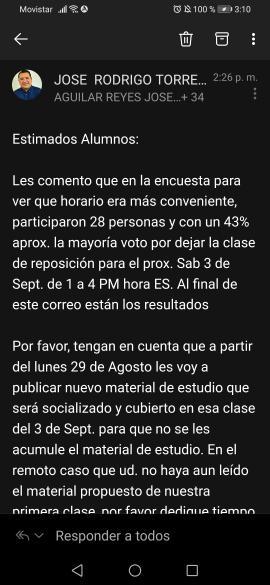 Movistar 100 % 3:10
JOSE RODRIGO TORRE... 2:26 p. m.
AGUILAR REYES JOSE...+ 34
Estimados Alumnos:
Les comento que en la encuesta para
ver que horario era más conveniente,
participaron 28 personas y con un 43%
aprox. la mayoría voto por dejar la clase
de reposición para el prox. Sab 3 de
Sept. de 1 a 4 PM hora ES. Al final de
este correo están los resultados
Por favor, tengan en cuenta que a partir
del lunes 29 de Agosto les voy a
publicar nuevo material de estudio que
será socializado y cubierto en esa clase
del 3 de Sept. para que no se les
acumule el material de estudio. En el
remoto caso que ud. no haya aun leído
el material propuesto de nuestra
primera clase, por favor dedique tiempo
Responder a todos